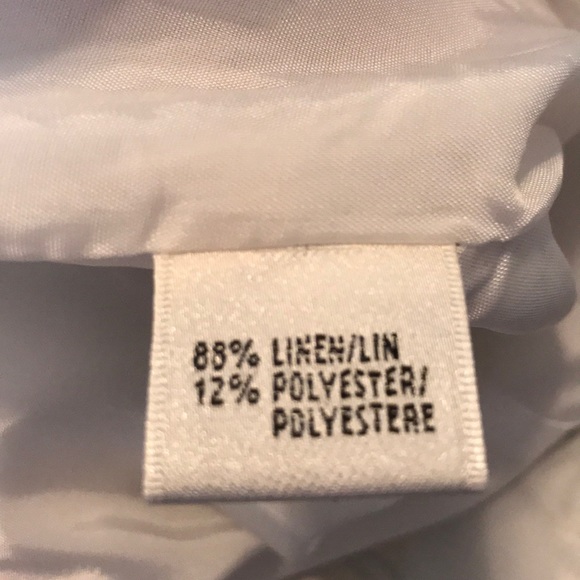 88% LINEN/LIN
12% POLYESTER/
POLYESTERE